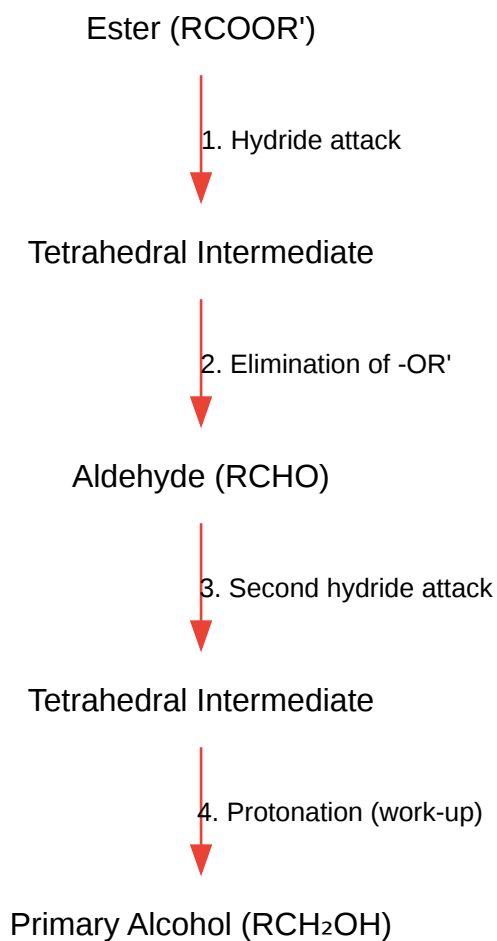 Ester (RCOOR')
1. Hydride attack
Tetrahedral Intermediate
2. Elimination of -OR'
Aldehyde (RCHO)
3. Second hydride attack
Tetrahedral Intermediate
4. Protonation (work-up)
Primary Alcohol (RCH₂OH)